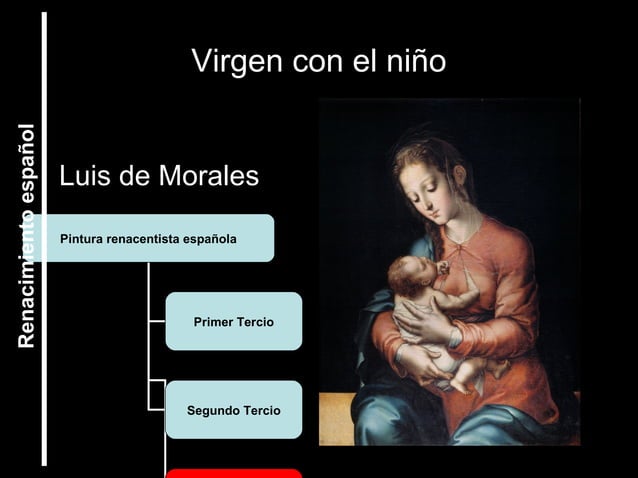 Virgen con el niño
Renacimiento español
Luis de Morales
Pintura renacentista española
Primer Tercio
Segundo Tercio